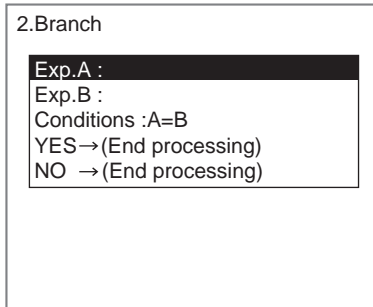 2.Branch
Exp.A :
Exp.B :
Conditions :A=B
YES→(End processing)
NO →(End processing)